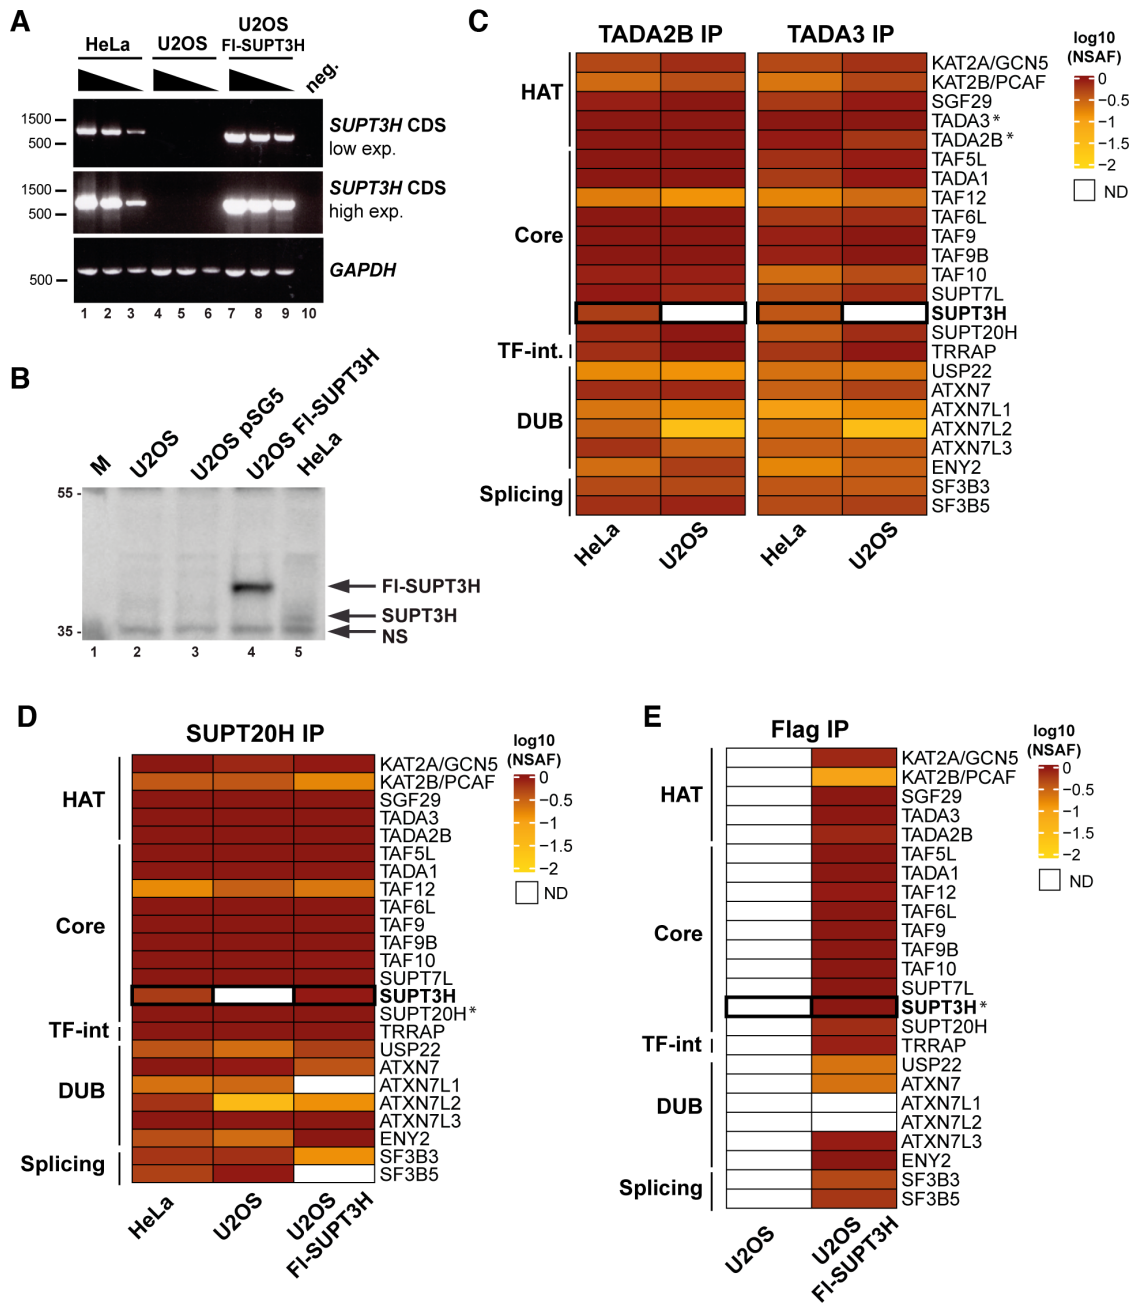 A
HeLa
U2OS
U2OS
FI-SUPT3H
neg.
1500
500
SUPT3H CDS
low exp.
1500
500
SUPT3H CDS
high exp.
500
GAPDH
1 2 3 4 5 6 7 8 9 10
B
M
U2OS
U2OS pSG5
U2OS FI-SUPT3H
HeLa
55 -
FI-SUPT3H
SUPT3H
35 -
NS
1 2 3 4 5
C
TADA2B IP
TADA3 IP
HAT
Core
TF-int.
DUB
Splicing
KAT2A/GCN5
KAT2B/PCAF
SGF29
TADA3*
TADA2B*
TAF5L
TADA1
TAF12
TAF6L
TAF9
TAF9B
TAF10
SUPT7L
SUPT3H
SUPT20H
TRRAP
USP22
ATXN7
ATXN7L1
ATXN7L2
ATXN7L3
ENY2
SF3B3
SF3B5
HeLa
U2OS
HeLa
U2OS
log10
(NSAF)
0
−0.5
−1
−1.5
−2
ND
D
SUPT20H IP
HAT
Core
TF-int
DUB
Splicing
KAT2A/GCN5
KAT2B/PCAF
SGF29
TADA3
TADA2B
TAF5L
TADA1
TAF12
TAF6L
TAF9
TAF9B
TAF10
SUPT7L
SUPT3H
SUPT20H*
TRRAP
USP22
ATXN7
ATXN7L1
ATXN7L2
ATXN7L3
ENY2
SF3B3
SF3B5
HeLa
U2OS
U2OS
FI-SUPT3H
log10
(NSAF)
0
−0.5
−1
−1.5
−2
ND
E
Flag IP
HAT
Core
TF-int
DUB
Splicing
KAT2A/GCN5
KAT2B/PCAF
SGF29
TADA3
TADA2B
TAF5L
TADA1
TAF12
TAF6L
TAF9
TAF9B
TAF10
SUPT7L
SUPT3H*
SUPT20H
TRRAP
USP22
ATXN7
ATXN7L1
ATXN7L2
ATXN7L3
ENY2
SF3B3
SF3B5
U2OS
U2OS
FI-SUPT3H
log10
(NSAF)
0
−0.5
−1
−1.5
−2
ND